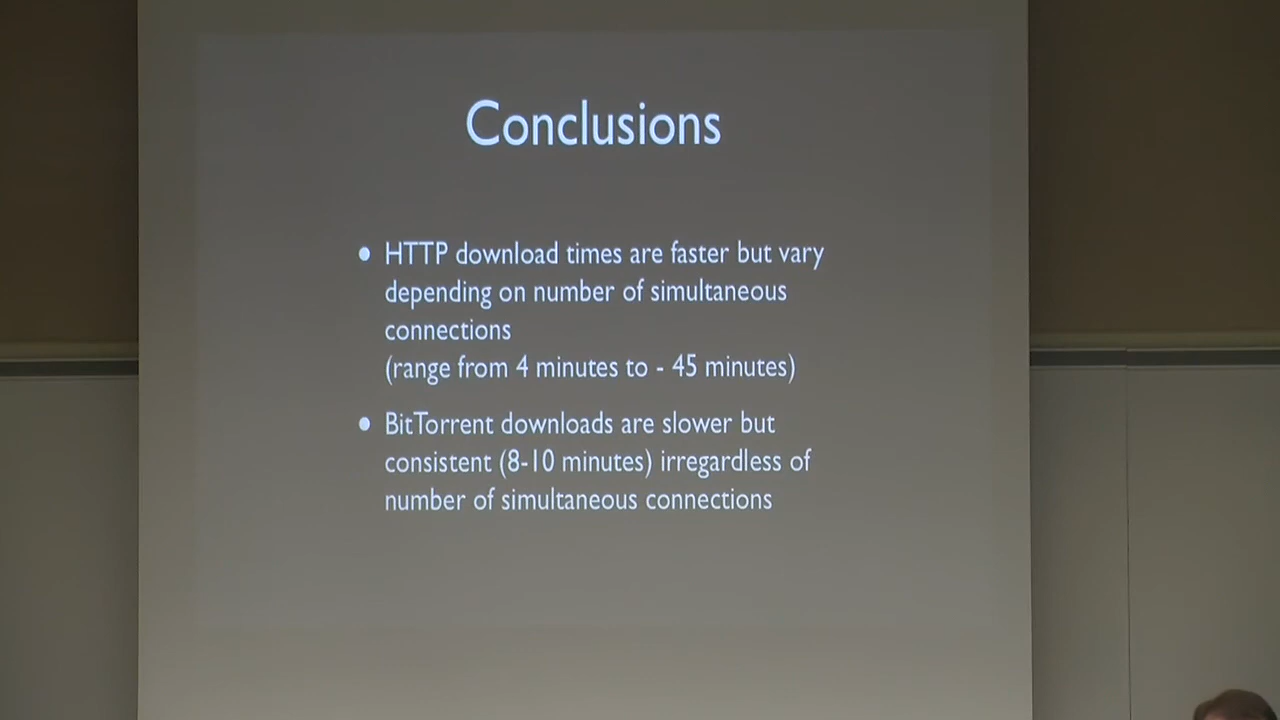 Conclusions
• HTTP download times are faster but vary
depending on number of simultaneous
connections
(range from 4 minutes to - 45 minutes)
• BitTorrent downloads are slower but
consistent (8-10 minutes) irregardless of
number of simultaneous connections